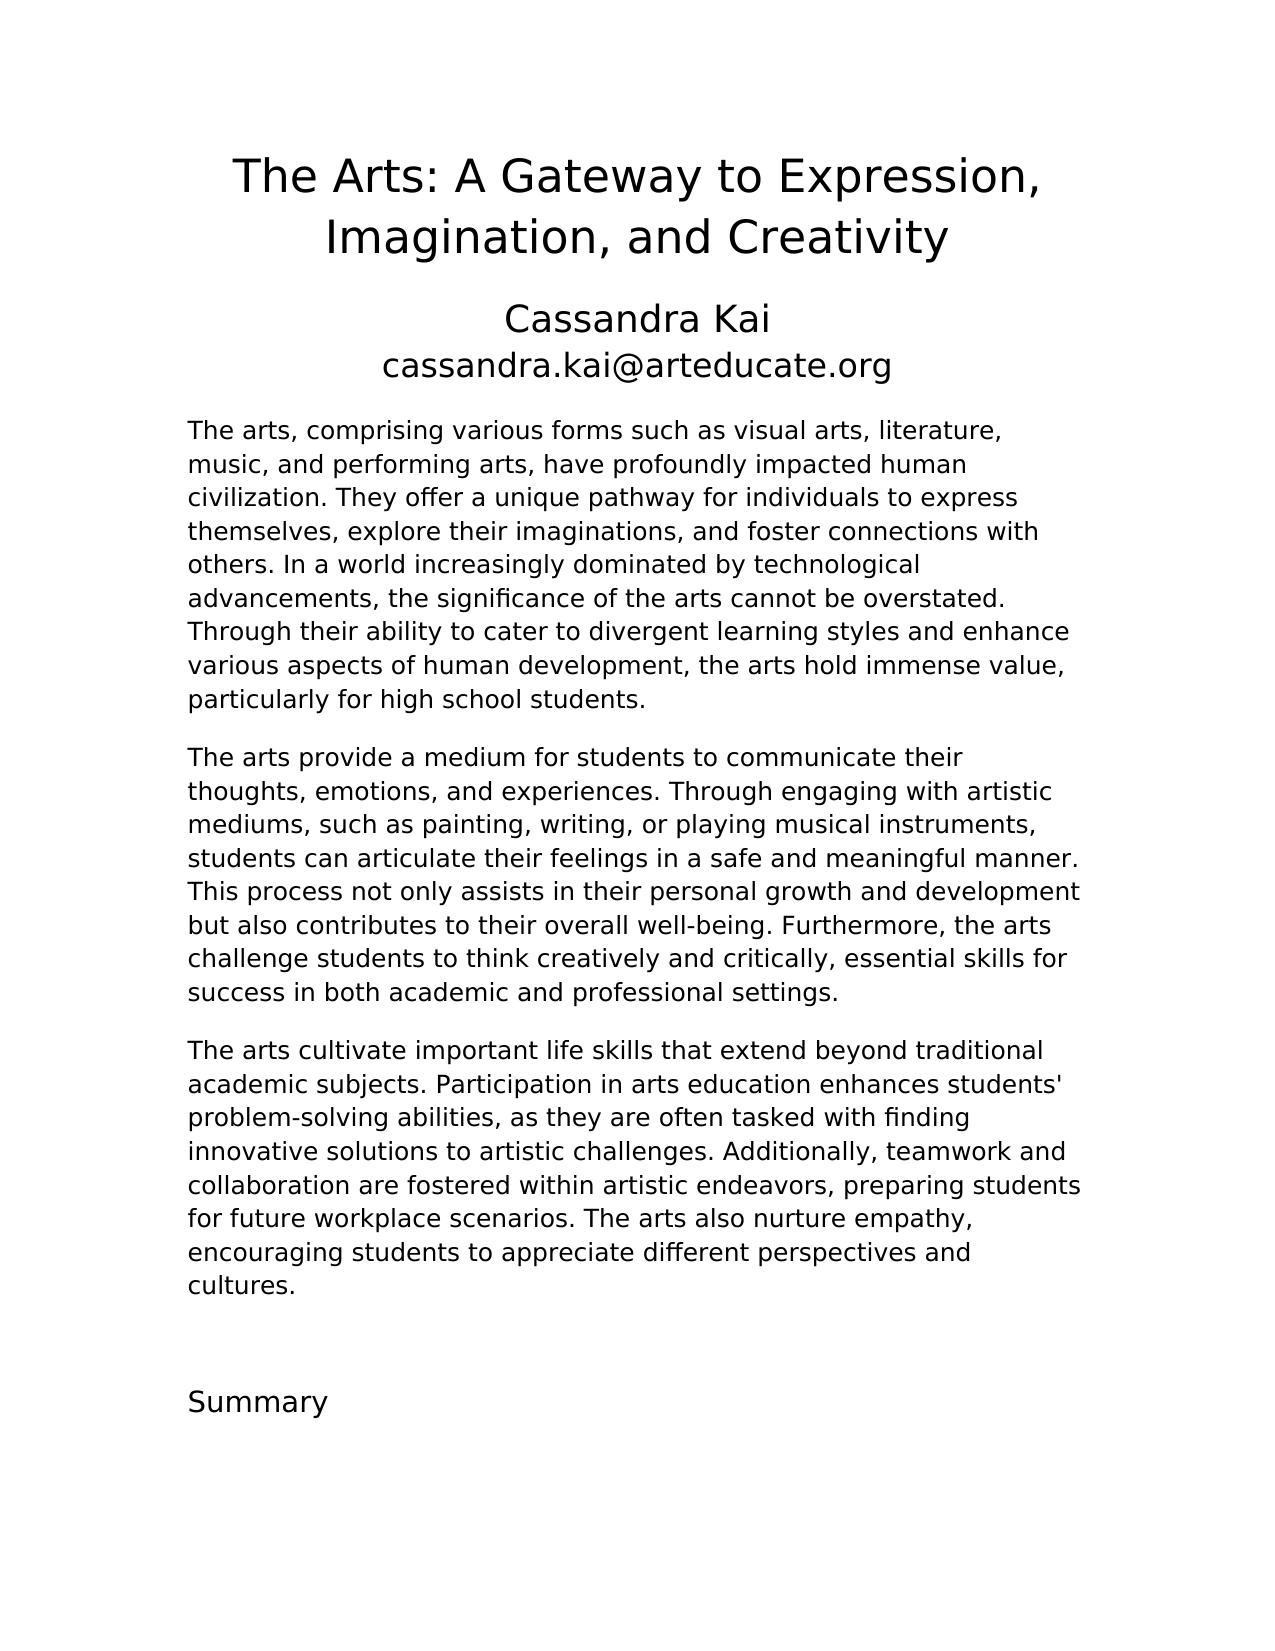 The Arts: A Gateway to Expression,
Imagination, and Creativity
Cassandra Kai
cassandra.kai@arteducate.org
The arts, comprising various forms such as visual arts, literature,
music, and performing arts, have profoundly impacted human
civilization. They offer a unique pathway for individuals to express
themselves, explore their imaginations, and foster connections with
others. In a world increasingly dominated by technological
advancements, the significance of the arts cannot be overstated.
Through their ability to cater to divergent learning styles and enhance
various aspects of human development, the arts hold immense value,
particularly for high school students.
The arts provide a medium for students to communicate their
thoughts, emotions, and experiences. Through engaging with artistic
mediums, such as painting, writing, or playing musical instruments,
students can articulate their feelings in a safe and meaningful manner.
This process not only assists in their personal growth and development
but also contributes to their overall well-being. Furthermore, the arts
challenge students to think creatively and critically, essential skills for
success in both academic and professional settings.
The arts cultivate important life skills that extend beyond traditional
academic subjects. Participation in arts education enhances students'
problem-solving abilities, as they are often tasked with finding
innovative solutions to artistic challenges. Additionally, teamwork and
collaboration are fostered within artistic endeavors, preparing students
for future workplace scenarios. The arts also nurture empathy,
encouraging students to appreciate different perspectives and
cultures.
Summary